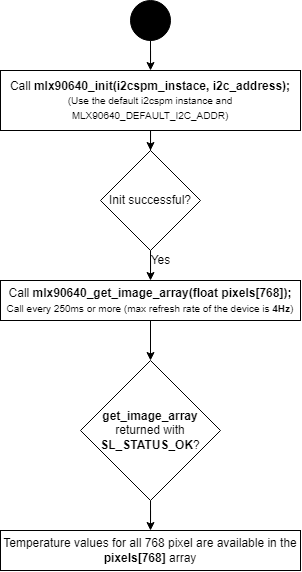 Call mlx90640_init(i2cspm_instace, i2c_address);
(Use the default i2cspm instance and
MLX90640_DEFAULT_I2C_ADDR)
Init successful?
Yes
Call mlx90640_get_image_array(float pixels[768]);
Call every 250ms or more (max refresh rate of the device is 4Hz)
get_image_array
returned with
SL_STATUS_OK?
Temperature values for all 768 pixel are available in the
pixels[768] array